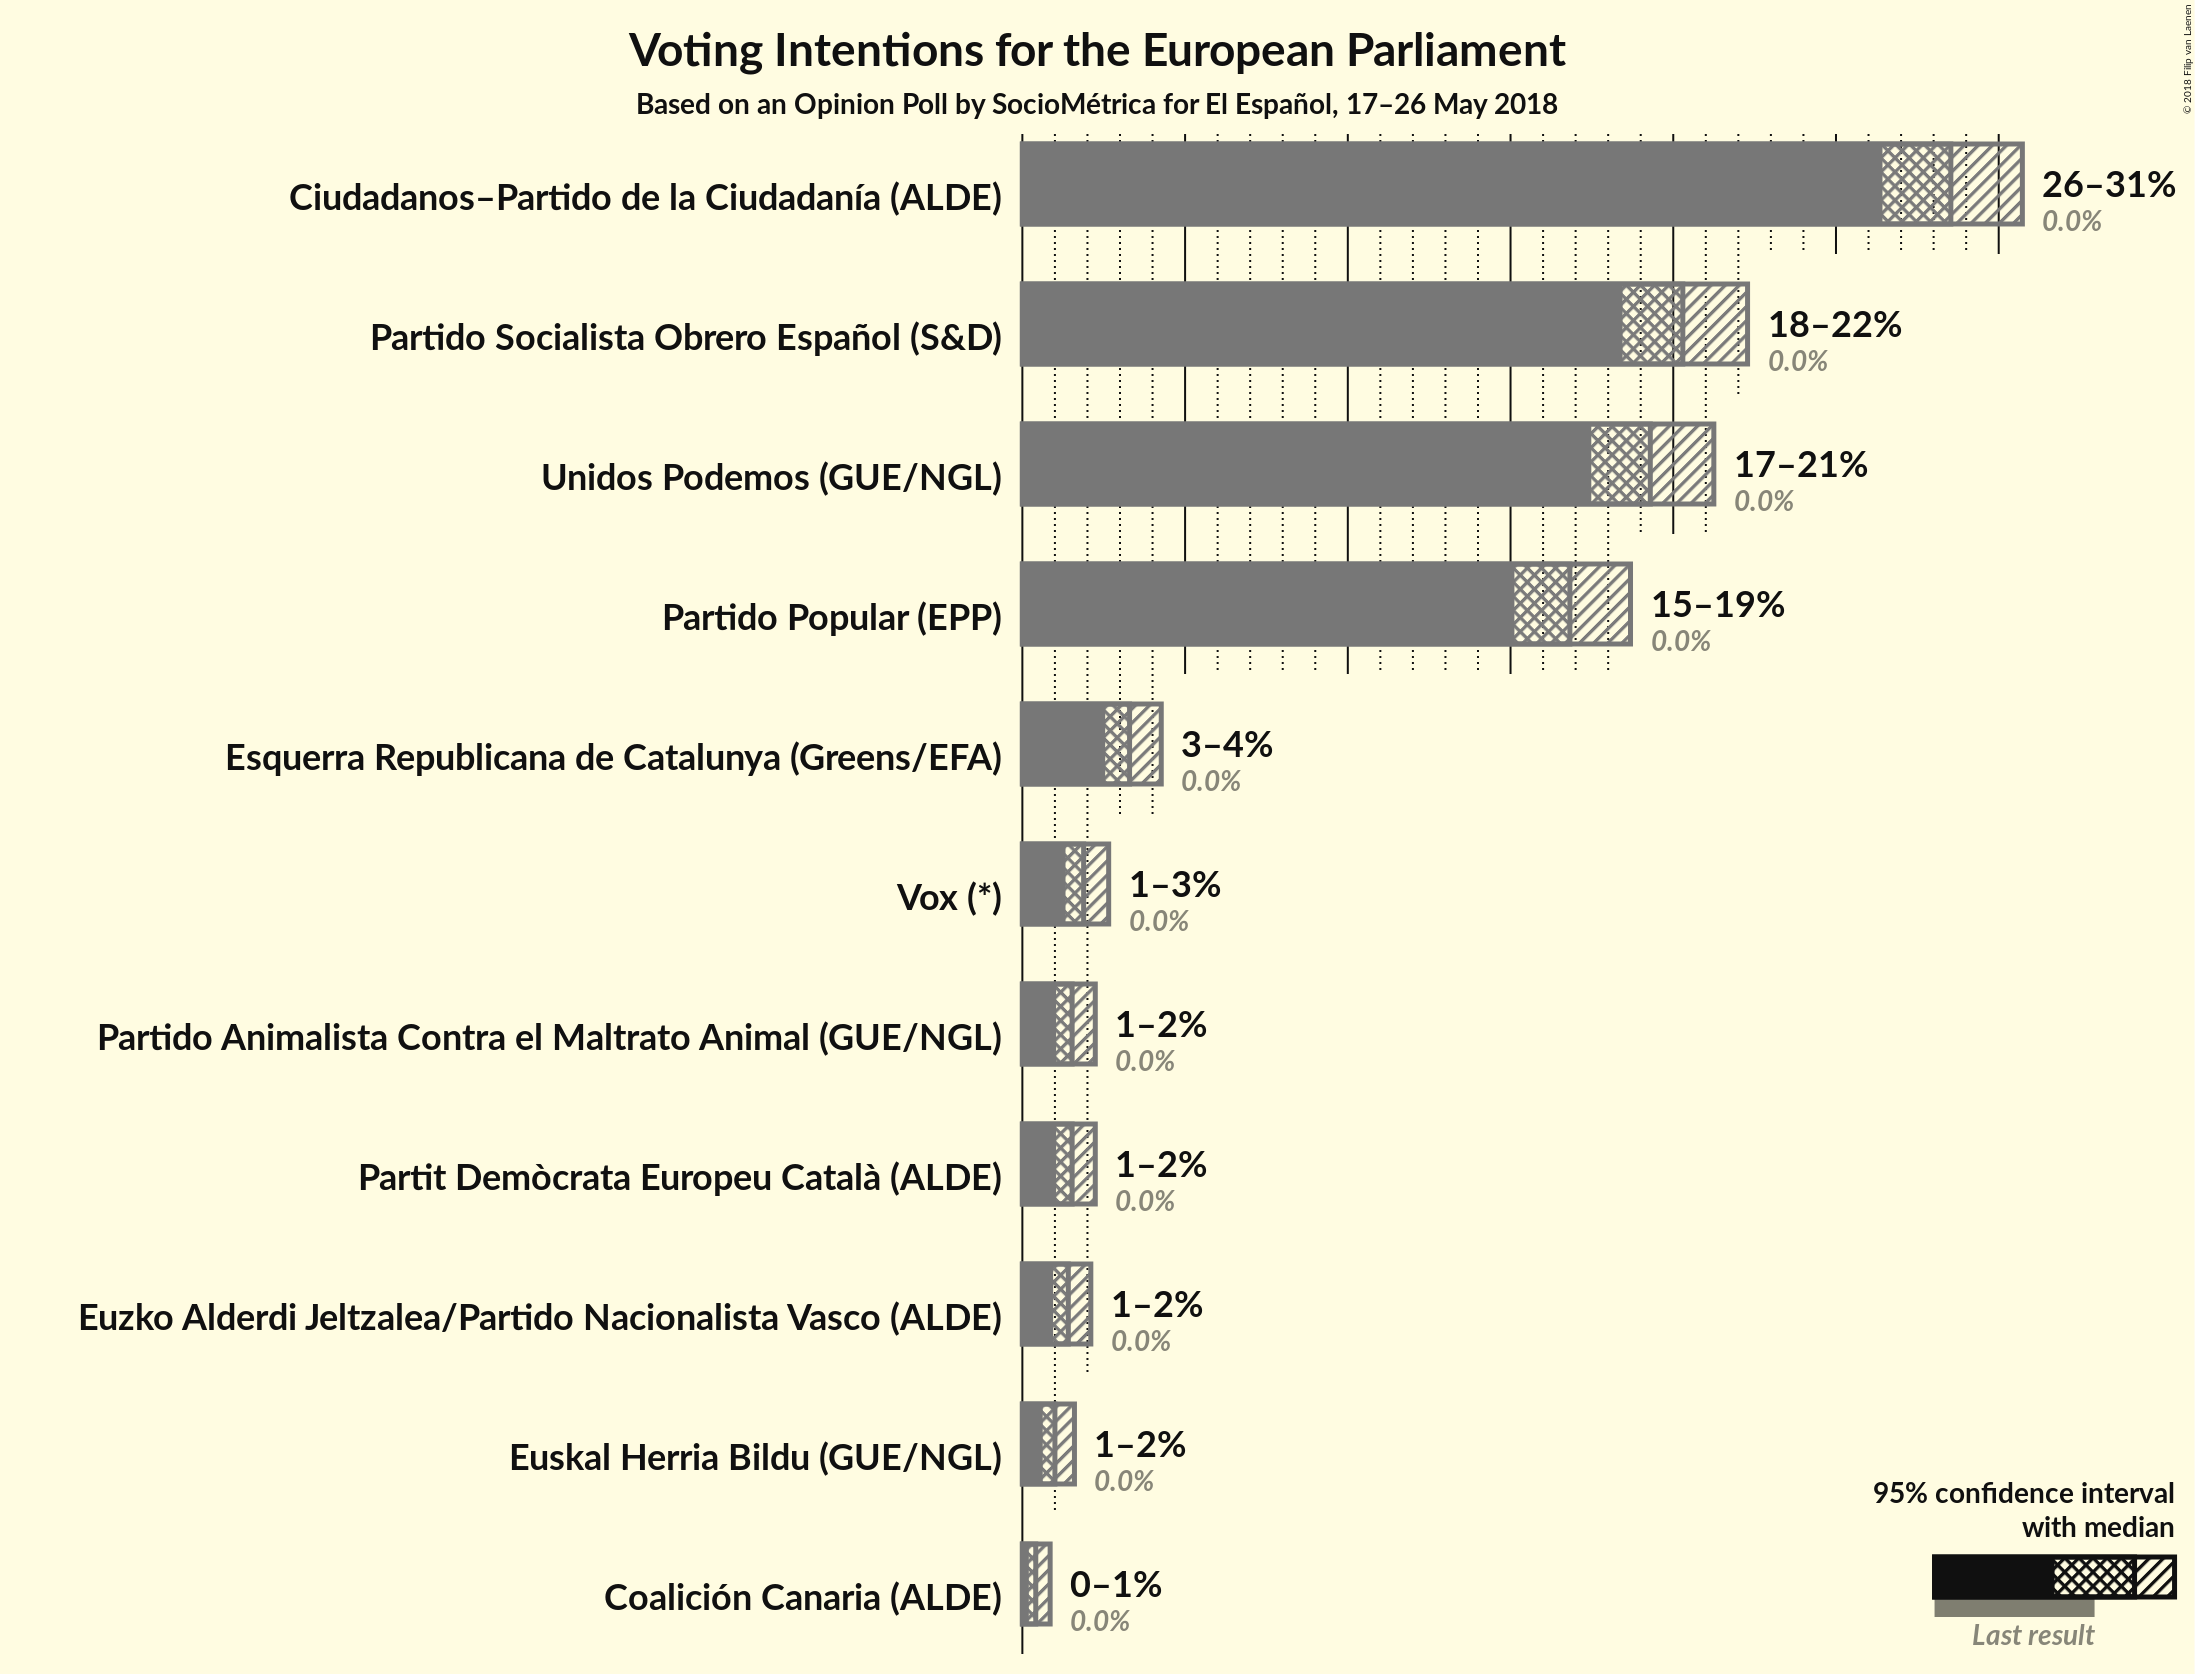 Voting Intentions for the European Parliament
Based on an Opinion Poll by SocioMétrica for El Español, 17–26 May 2018
© 2018 Filip van Laenen
Ciudadanos–Partido de la Ciudadanía (ALDE)
26–31%
0.0%
Partido Socialista Obrero Español (S&D)
18–22%
0.0%
Unidos Podemos (GUE/NGL)
17–21%
0.0%
Partido Popular (EPP)
15–19%
0.0%
Esquerra Republicana de Catalunya (Greens/EFA)
3–4%
0.0%
Vox (*)
1–3%
0.0%
Partido Animalista Contra el Maltrato Animal (GUE/NGL)
1–2%
0.0%
Partit Demòcrata Europeu Català (ALDE)
1–2%
0.0%
Euzko Alderdi Jeltzalea/Partido Nacionalista Vasco (ALDE)
1–2%
0.0%
Euskal Herria Bildu (GUE/NGL)
1–2%
0.0%
Coalición Canaria (ALDE)
0–1%
0.0%
95% confidence interval
with median
Last result